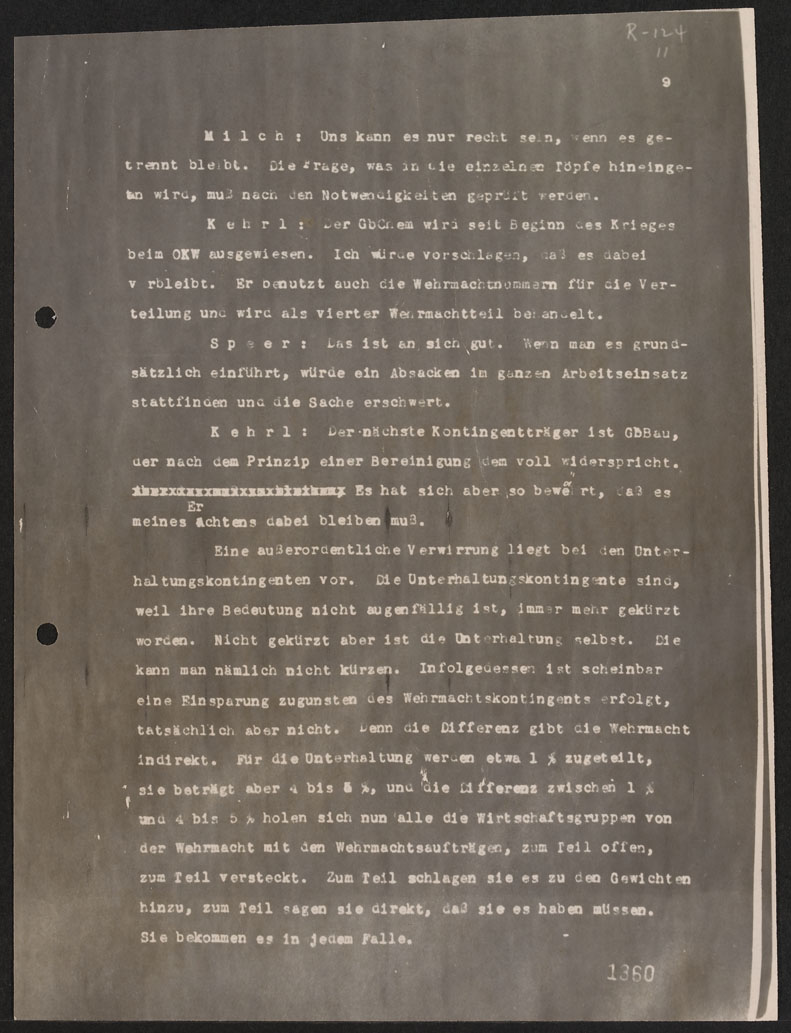 R-124
11
9
M i l c h : Uns kann es nur recht sein, wenn es ge-
trennt bleibt. Die Frage, was in die einzelnen Töpfe hineinge-
tan wird, muß nach den Notwendigkeiten geprüft werden.
K e h r l : Der GbChem wird seit Beginn des Krieges
beim OKW ausgewiesen. Ich würde vorschlagen, daß es dabei
v rbleibt. Er benutzt auch die Wehrmachtnummern für die Ver-
teilung und wird als vierter Wehrmachtteil behandelt.
S p e e r : Das ist an sich gut. Wenn man es grund-
sätzlich einführt, würde ein Absacken im ganzen Arbeitseinsatz
stattfinden und die Sache erschwert.
K e h r l : Der nächste Kontingentträger ist GbBau,
der nach dem Prinzip einer Bereinigung dem voll widerspricht.
Es hat sich aber so bewährt, daß es
meines Erachtens dabei bleiben muß.
Eine außerordentliche Verwirrung liegt bei den Unter-
haltungskontingenten vor. Die Unterhaltungskontingente sind,
weil ihre Bedeutung nicht augenfällig ist, immer mehr gekürzt
worden. Nicht gekürzt aber ist die Unterhaltung selbst. Die
kann man nämlich nicht kürzen. Infolgedessen ist scheinbar
eine Einsparung zugunsten des Wehrmachtskontingents erfolgt,
tatsächlich aber nicht. Denn die Differenz gibt die Wehrmacht
indirekt. Für die Unterhaltung werden etwa 1 % zugeteilt,
sie beträgt aber 4 bis 5 %, und die Differenz zwischen 1 %
und 4 bis 5 % holen sich nun alle die Wirtschaftsgruppen von
der Wehrmacht mit den Wehrmachtsaufträgen, zum Teil offen,
zum Teil versteckt. Zum Teil schlagen sie es zu den Gewichten
hinzu, zum Teil sagen sie direkt, daß sie es haben müssen.
Sie bekommen es in jedem Falle.
1360